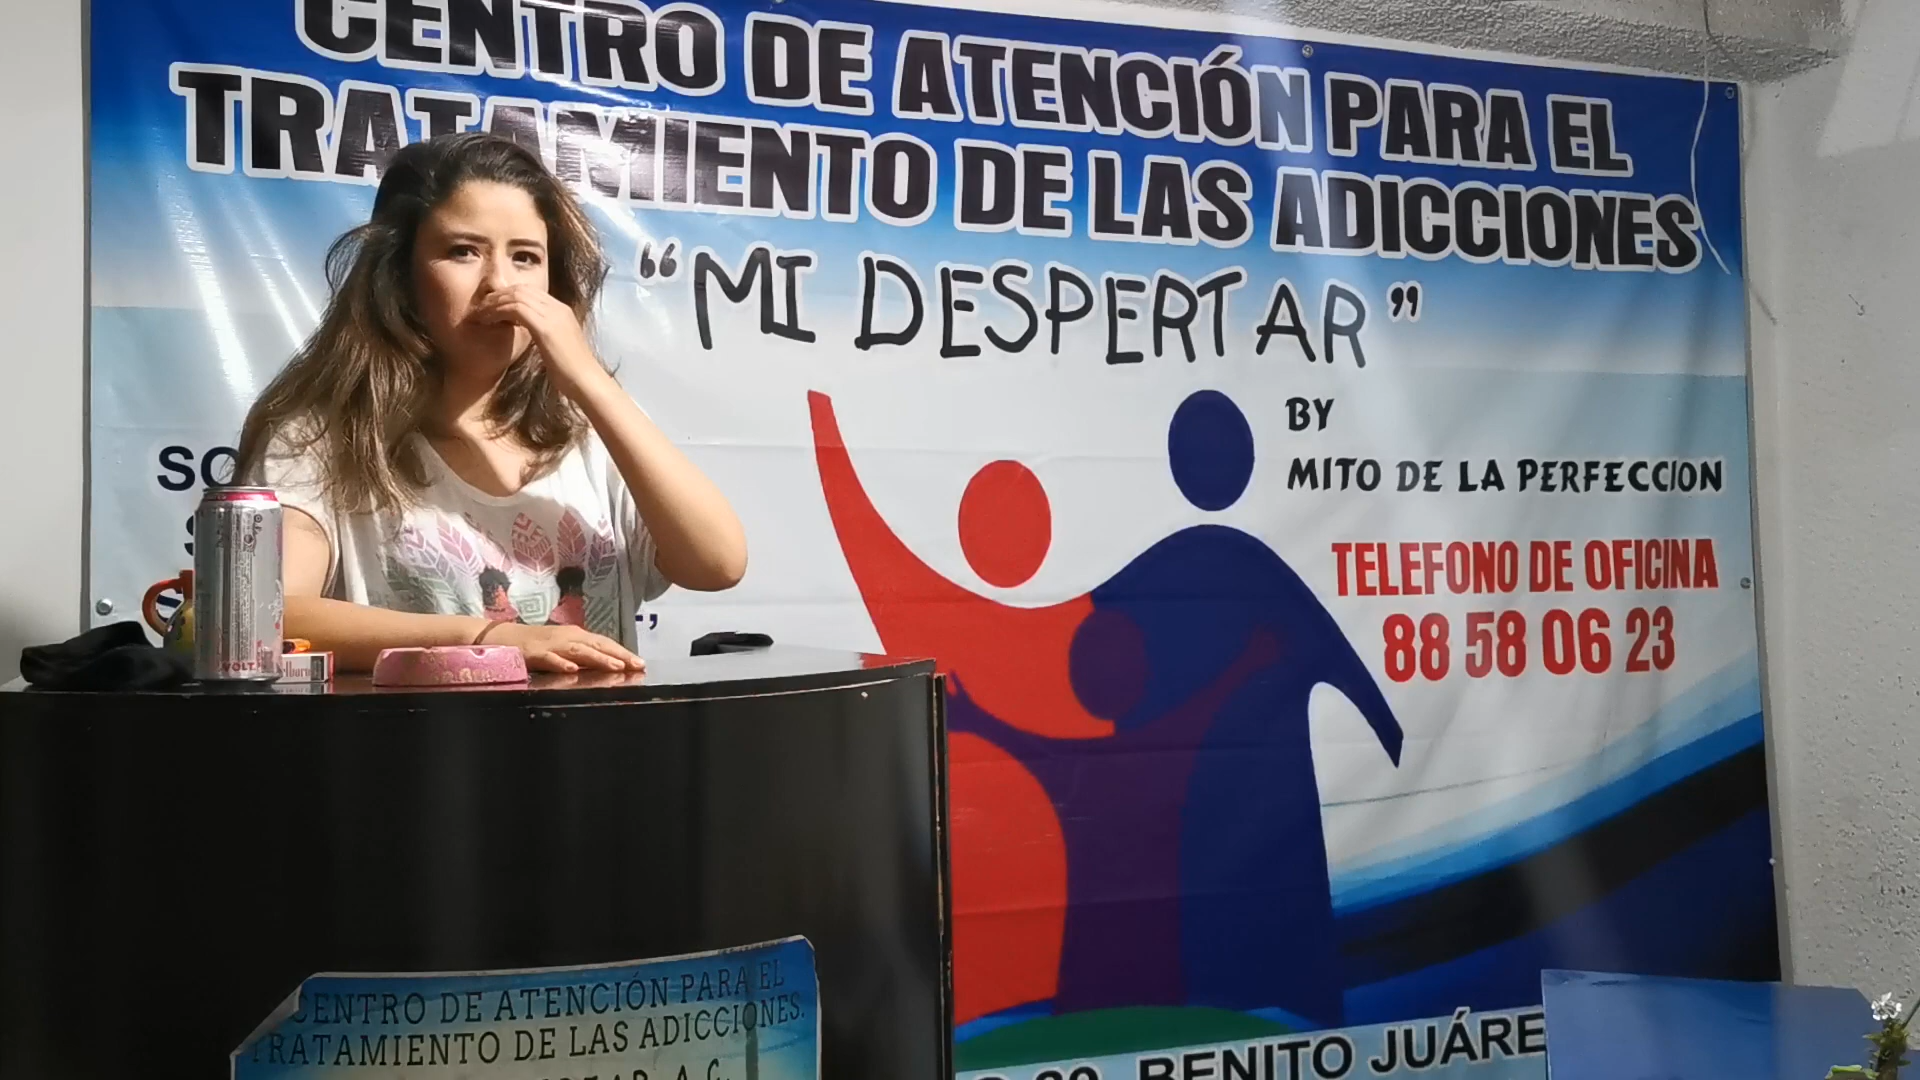 CENTRO DE ATENCIÓN PARA EL
TRATAMIENTO DE LAS ADICCIONES
“MI DESPERTAR”
BY
MITO DE LA PERFECCION
TELEFONO DE OFICINA
88 58 06 23
BENITO JUÁRE
VOLT
CENTRO DE ATENCIÓN PARA EL
TRATAMIENTO DE LAS ADICCIONES.
A.C.